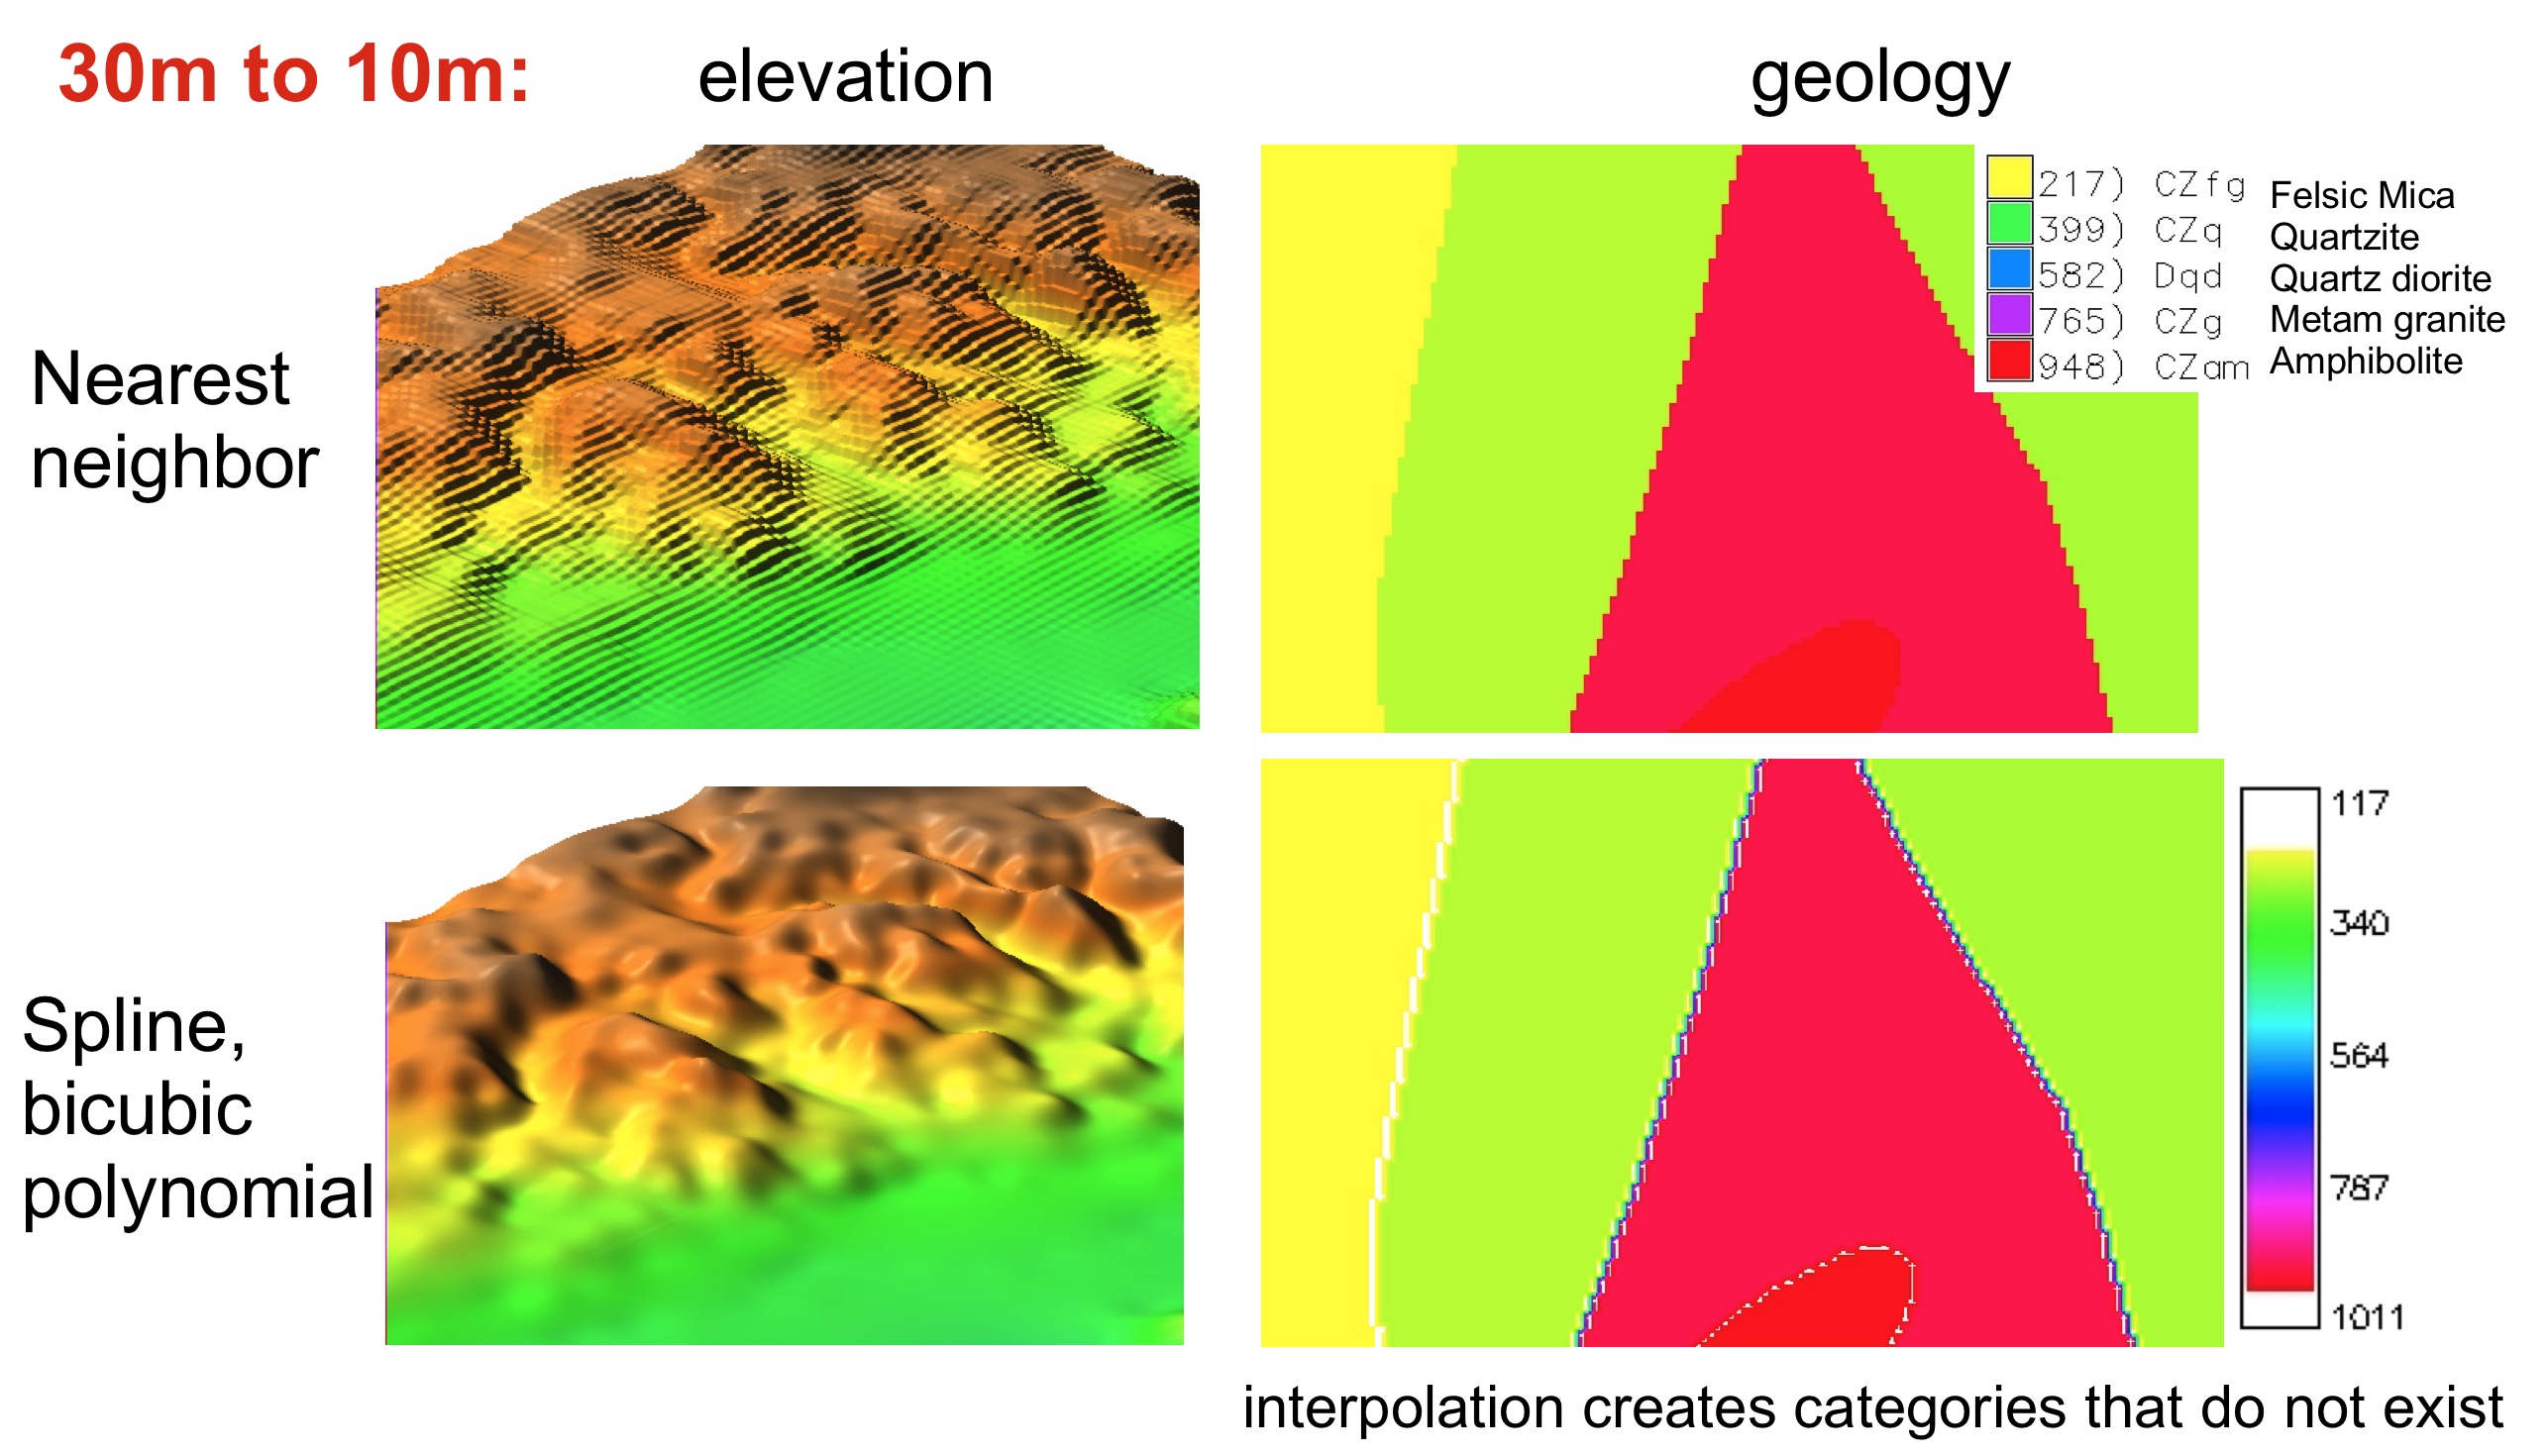 30m to 10m:
elevation
geology
Nearest
neighbor
217) CZfg Felsic Mica
399) CZq Quartzite
582) Dqd Quartz diorite
765) CZg Metam granite
948) CZam Amphibolite
Spline,
bicubic
polynomial
117
340
564
787
1011
interpolation creates categories that do not exist